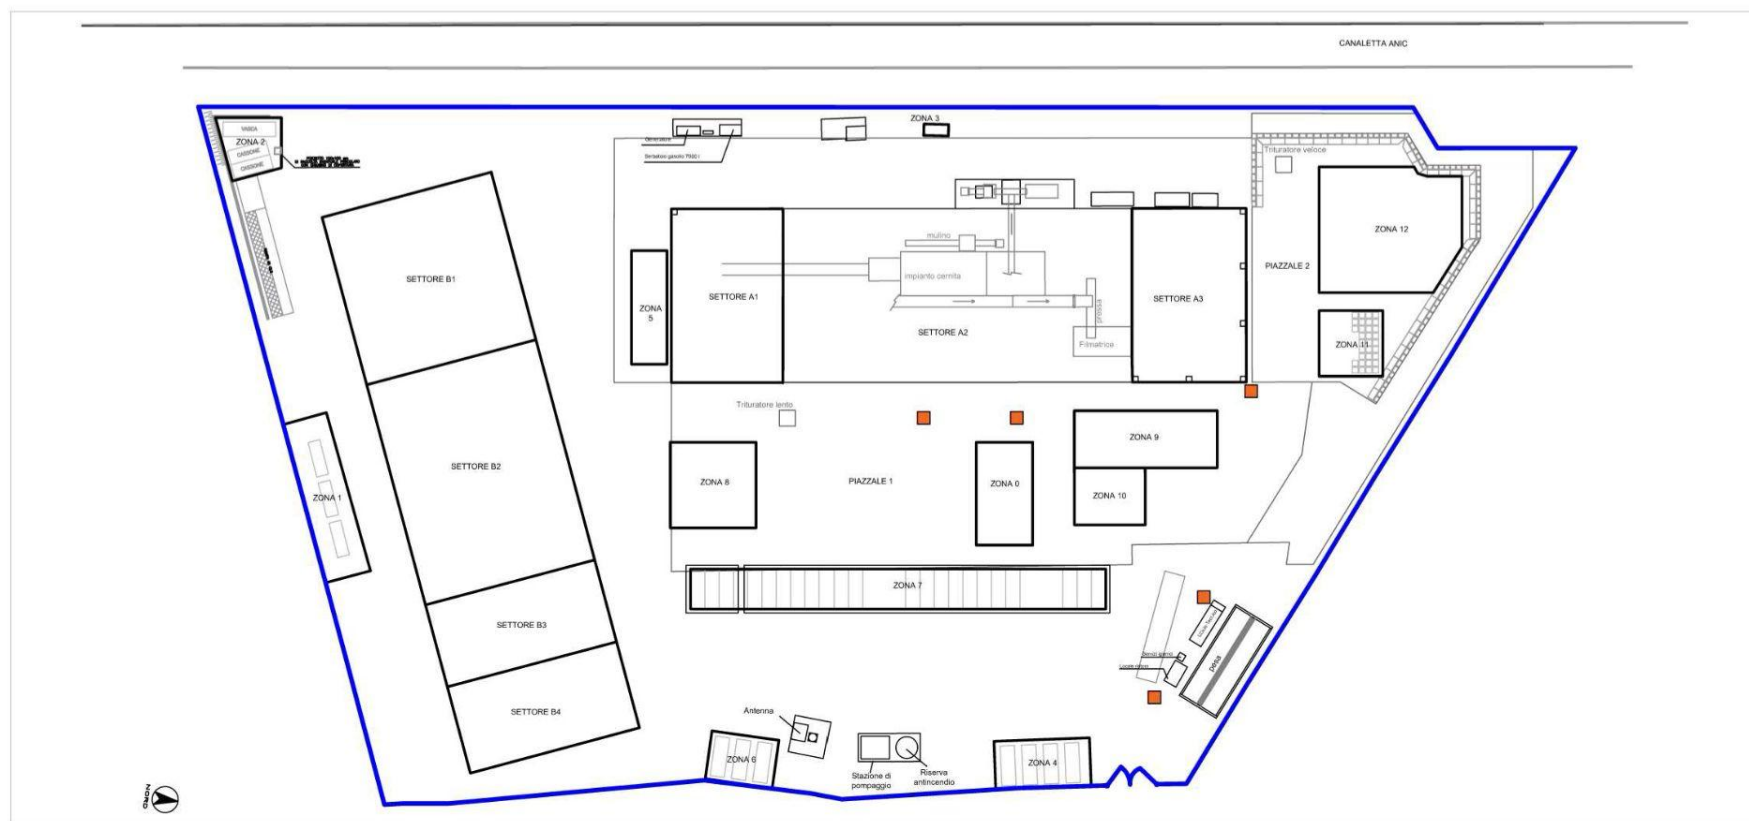 CANALETTA ANIC
VASCA
ZONA 2
CASSONE
CASSONE
Generatore
ZONA 3
Trituratore veloce
ZONA 12
PIAZZALE 2
ZONA 11
SETTORE B1
ZONA
5
SETTORE A1
mulino
impianto cernita
SETTORE A2
pressa
Filmatrice
SETTORE A3
Trituratore lento
SETTORE B2
ZONA 1
ZONA 8
PIAZZALE 1
ZONA 0
ZONA 9
ZONA 10
ZONA 7
SETTORE B3
SETTORE B4
Servizi igienici
pesa
Antenna
ZONA 6
Stazione di
pompaggio
Riserva
antincendio
ZONA 4
NORD